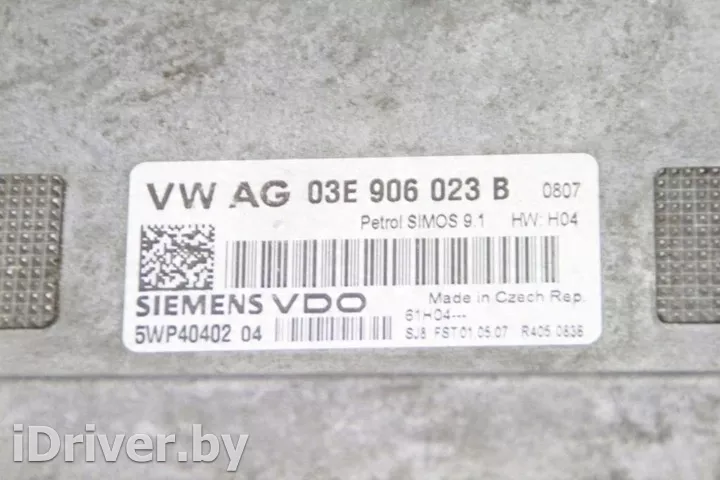 VW AG 03E 906 023 B 0807
Petrol SIMOS 9.1 HW: H04
SIEMENS VDO Made in Czech Rep.
61H04---
5WP40402 04 SJ8 FST 01.05.07 R405.0836
iDriver.by